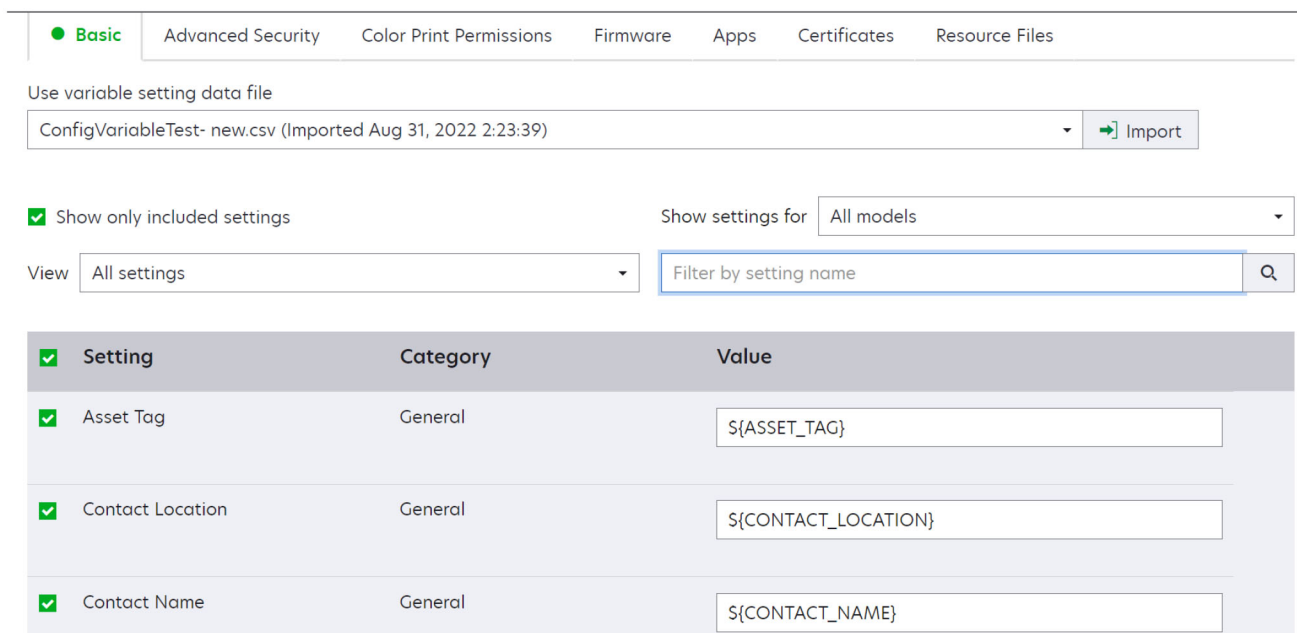 Basic Advanced Security Color Print Permissions Firmware Apps Certificates Resource Files
Use variable setting data file
ConfigVariableTest- new.csv (Imported Aug 31, 2022 2:23:39) Import
Show only included settings Show settings for All models
View All settings Filter by setting name
Setting Category Value
Asset Tag General ${ASSET_TAG}
Contact Location General ${CONTACT_LOCATION}
Contact Name General ${CONTACT_NAME}